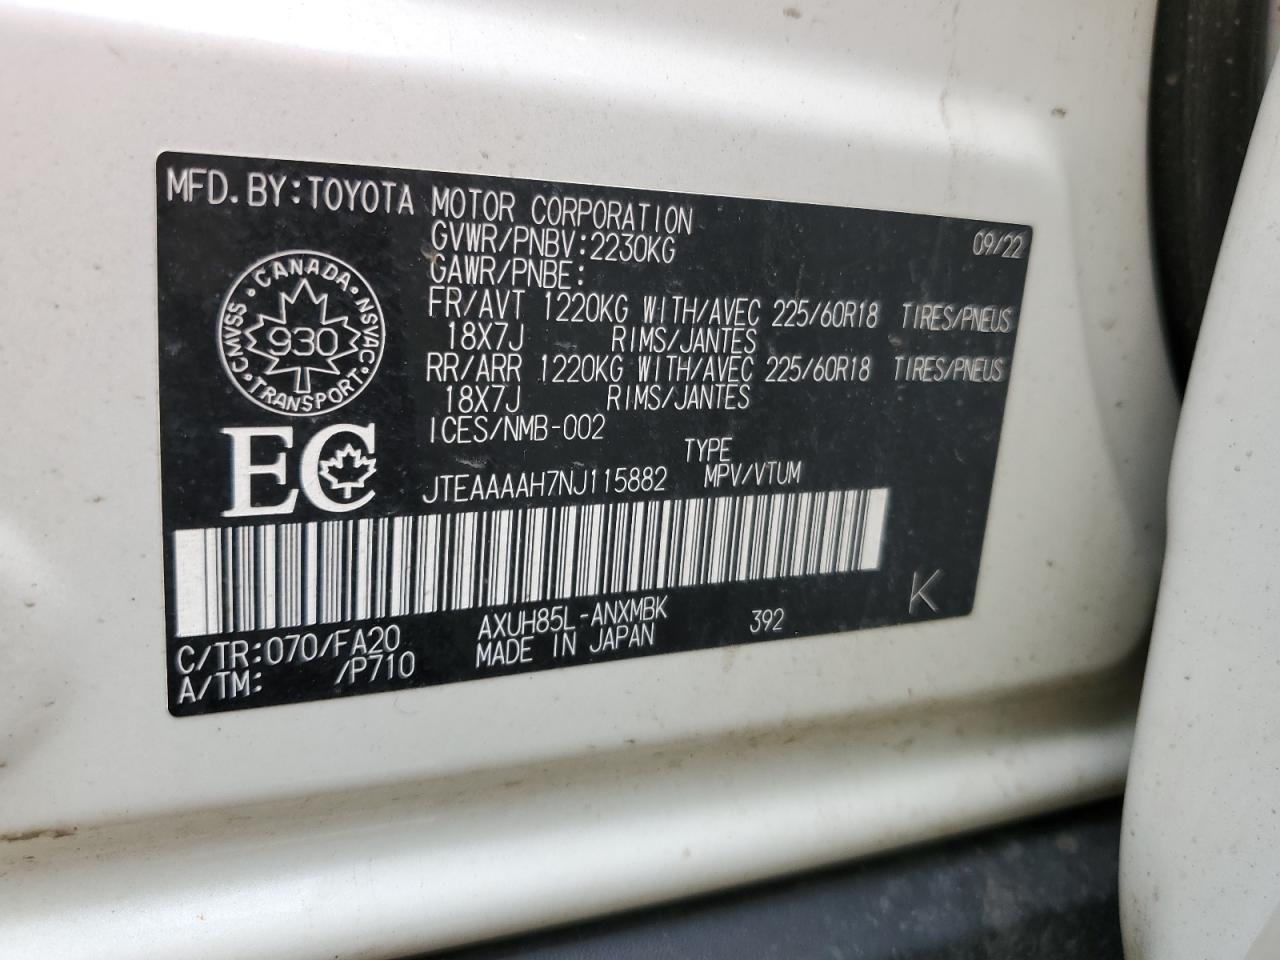 MFD. BY: TOYOTA MOTOR CORPORATION 09/22
GVWR/PNBV: 2230KG
GAWR/PNBE:
FR/AVT 1220KG WITH/AVEC 225/60R18 TIRES/PNEUS
18X7J RIMS/JANTES
RR/ARR 1220KG WITH/AVEC 225/60R18 TIRES/PNEUS
18X7J RIMS/JANTES
ICES/NMB-002
CMVSS · CANADA · NSVAC · TRANSPORT ·
930
EC
TYPE
JTEAAAAH7NJ115882 MPV/VTUM
K
C/TR: 070/FA20 AXUH85L-ANXMBK 392
A/TM: /P710 MADE IN JAPAN